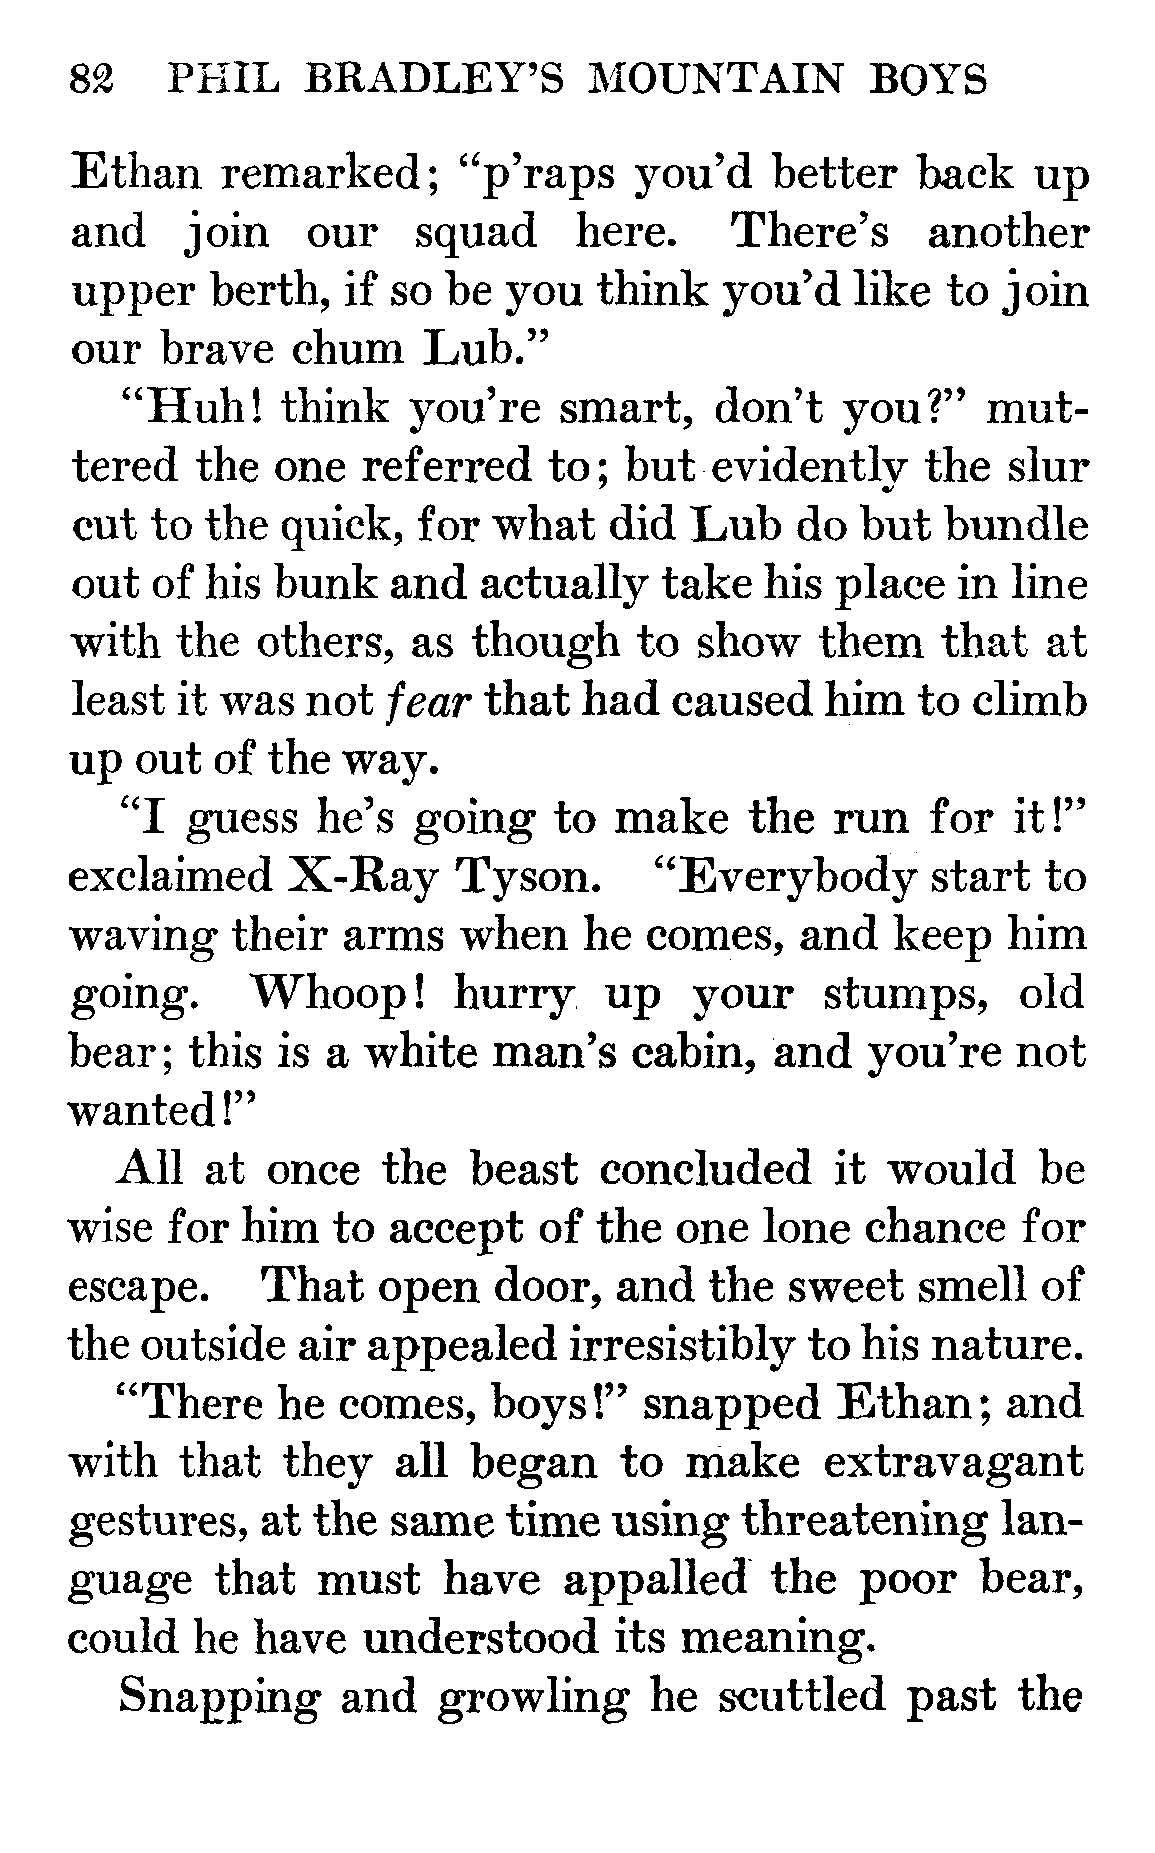 82 PHIL BRADLEY'S MOUNTAIN BOYS
Ethan remarked; "p'raps you'd better back up
and join our squad here. There's another
upper berth, if so be you think you'd like to join
our brave chum Lub."
"Huh! think you're smart, don't you?" mut-
tered the one referred to; but evidently the slur
cut to the quick, for what did Lub do but bundle
out of his bunk and actually take his place in line
with the others, as though to show them that at
least it was not fear that had caused him to climb
up out of the way.
"I guess he's going to make the run for it!"
exclaimed X-Ray Tyson. "Everybody start to
waving their arms when he comes, and keep him
going. Whoop! hurry up your stumps, old
bear; this is a white man's cabin, and you're not
wanted!"
All at once the beast concluded it would be
wise for him to accept of the one lone chance for
escape. That open door, and the sweet smell of
the outside air appealed irresistibly to his nature.
"There he comes, boys!" snapped Ethan; and
with that they all began to make extravagant
gestures, at the same time using threatening lan-
guage that must have appalled the poor bear,
could he have understood its meaning.
Snapping and growling he scuttled past the